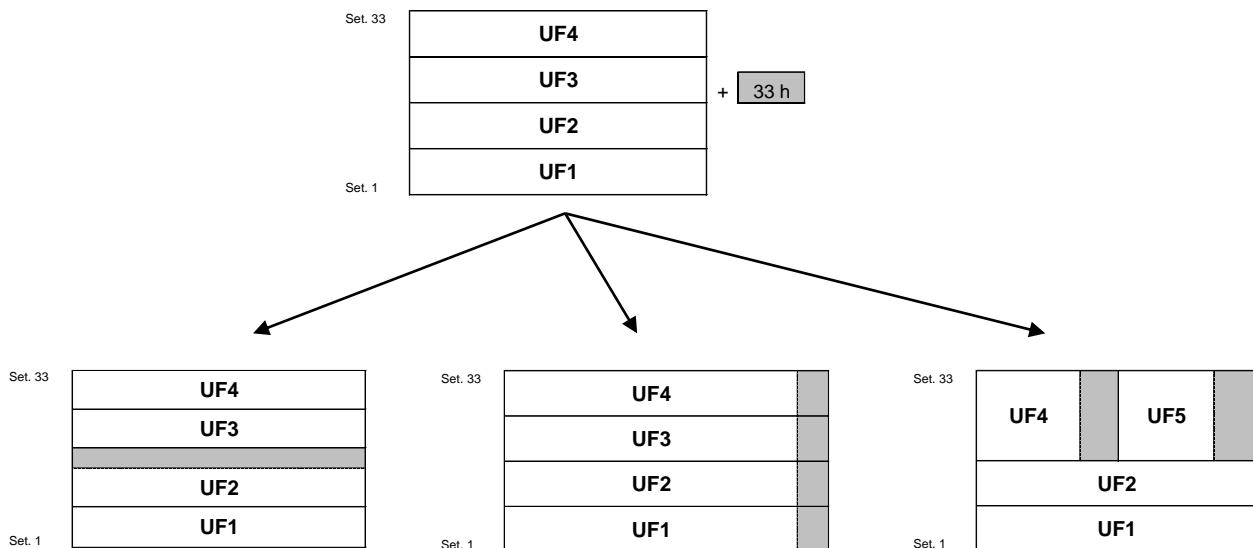 Set. 33
UF4
UF3
+ 33 h
UF2
UF1
Set. 1
Set. 33
UF4
UF3
UF2
UF1
Set. 1
Set. 33
UF4
UF3
UF2
UF1
Set. 1
Set. 33
UF4 UF5
UF2
UF1
Set. 1